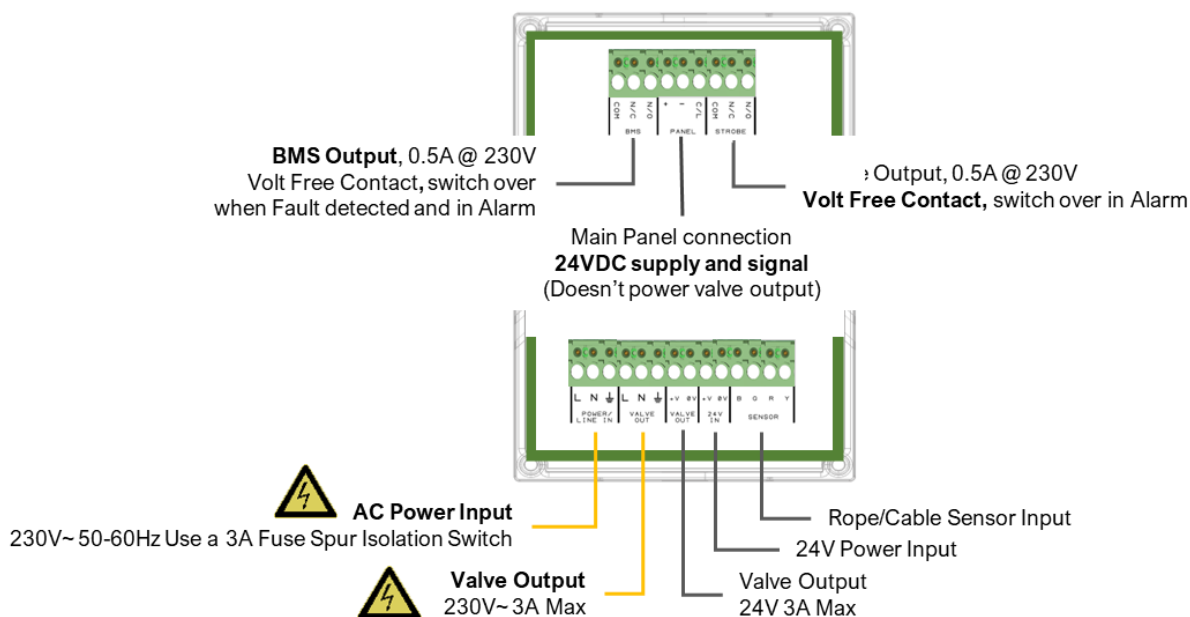 COM N/C N/O + - C/L COM N/C N/O
BMS PANEL STROBE
BMS Output, 0.5A @ 230V
Volt Free Contact, switch over
when Fault detected and in Alarm
Output, 0.5A @ 230V
Volt Free Contact, switch over in Alarm
Main Panel connection
24VDC supply and signal
(Doesn't power valve output)
L N L N +V 0V +V 0V B G R Y
POWER/ VALVE VALVE 24V SENSOR
LINE IN OUT OUT IN
AC Power Input
230V~ 50-60Hz Use a 3A Fuse Spur Isolation Switch
Rope/Cable Sensor Input
24V Power Input
Valve Output
230V~ 3A Max
Valve Output
24V 3A Max